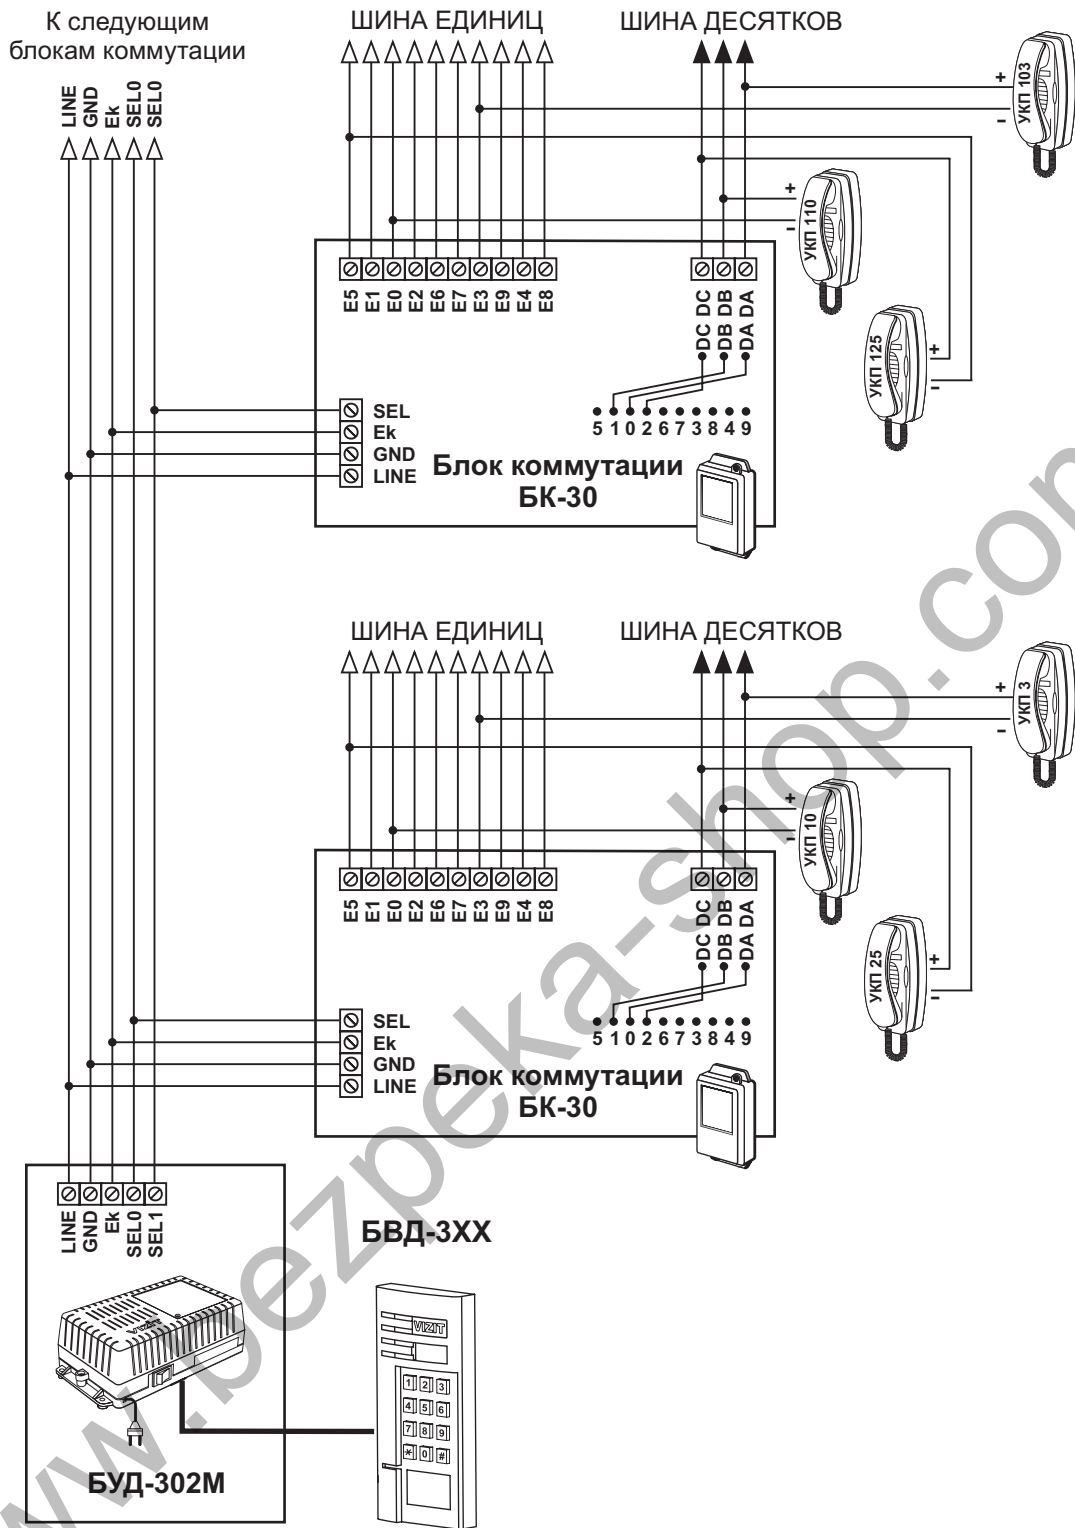 К следующим
блокам коммутации
ШИНА ЕДИНИЦ
ШИНА ДЕСЯТКОВ
LINE
GND
Ek
SEL0
SEL0
+
-
УКП 103
+
-
УКП 110
+
-
УКП 125
E5
E1
E0
E2
E6
E7
E3
E9
E4
E8
DC DC
DB DB
DA DA
5 1 0 2 6 7 3 8 4 9
SEL
Ek
GND
LINE
Блок коммутации
БК-30
ШИНА ЕДИНИЦ
ШИНА ДЕСЯТКОВ
+
-
УКП 3
+
-
УКП 10
+
-
УКП 25
E5
E1
E0
E2
E6
E7
E3
E9
E4
E8
DC DC
DB DB
DA DA
5 1 0 2 6 7 3 8 4 9
SEL
Ek
GND
LINE
Блок коммутации
БК-30
LINE
GND
Ek
SEL0
SEL1
БВД-3ХХ
VIZIT
VIZIT
1 2 3
4 5 6
7 8 9
* 0 #
БУД-302М
www.bezpeka-shop.com